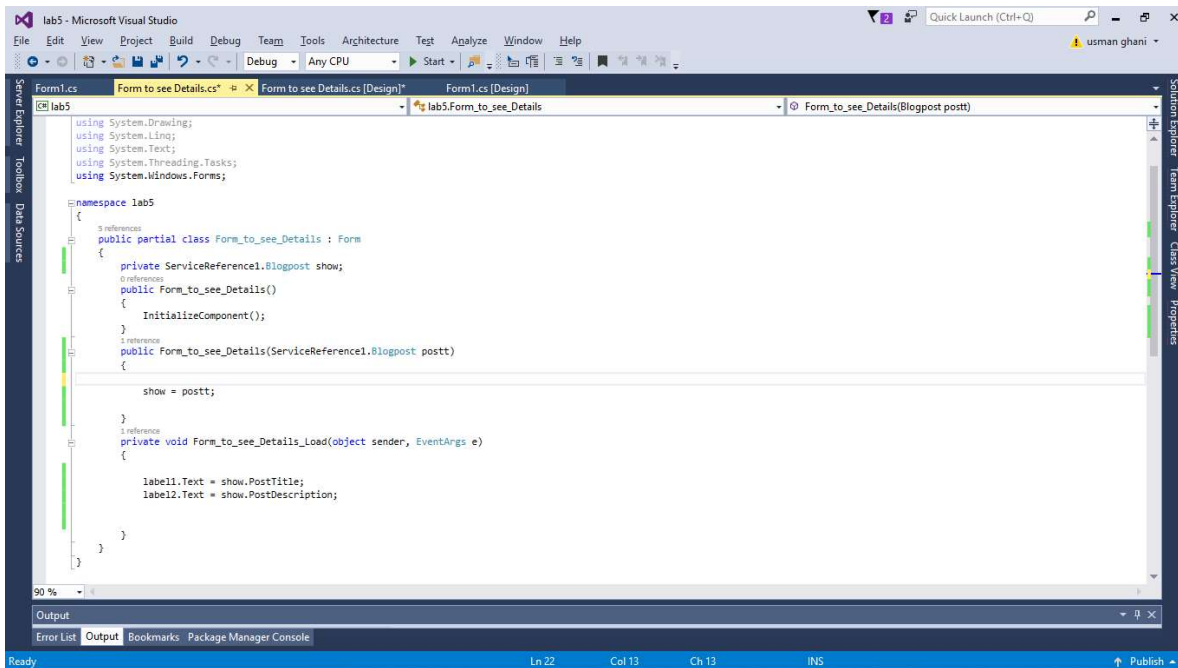 lab5 - Microsoft Visual Studio
2
Quick Launch (Ctrl+Q)
File Edit View Project Build Debug Team Tools Architecture Test Analyze Window Help
usman ghani
Debug Any CPU Start
Form1.cs Form to see Details.cs* Form to see Details.cs [Design]* Form1.cs [Design]
C# lab5 lab5.Form_to_see_Details Form_to_see_Details(Blogpost postt)
Server Explorer
Toolbox
Data Sources
using System.Drawing;
using System.Linq;
using System.Text;
using System.Threading.Tasks;
using System.Windows.Forms;
namespace lab5
{
5 references
public partial class Form_to_see_Details : Form
{
private ServiceReference1.Blogpost show;
0 references
public Form_to_see_Details()
{
InitializeComponent();
}
1 reference
public Form_to_see_Details(ServiceReference1.Blogpost postt)
{
show = postt;
}
1 reference
private void Form_to_see_Details_Load(object sender, EventArgs e)
{
label1.Text = show.PostTitle;
label2.Text = show.PostDescription;
}
}
}
Solution Explorer
Team Explorer
Class View
Properties
90 %
Output
Error List Output Bookmarks Package Manager Console
Ready Ln 22 Col 13 Ch 13 INS Publish